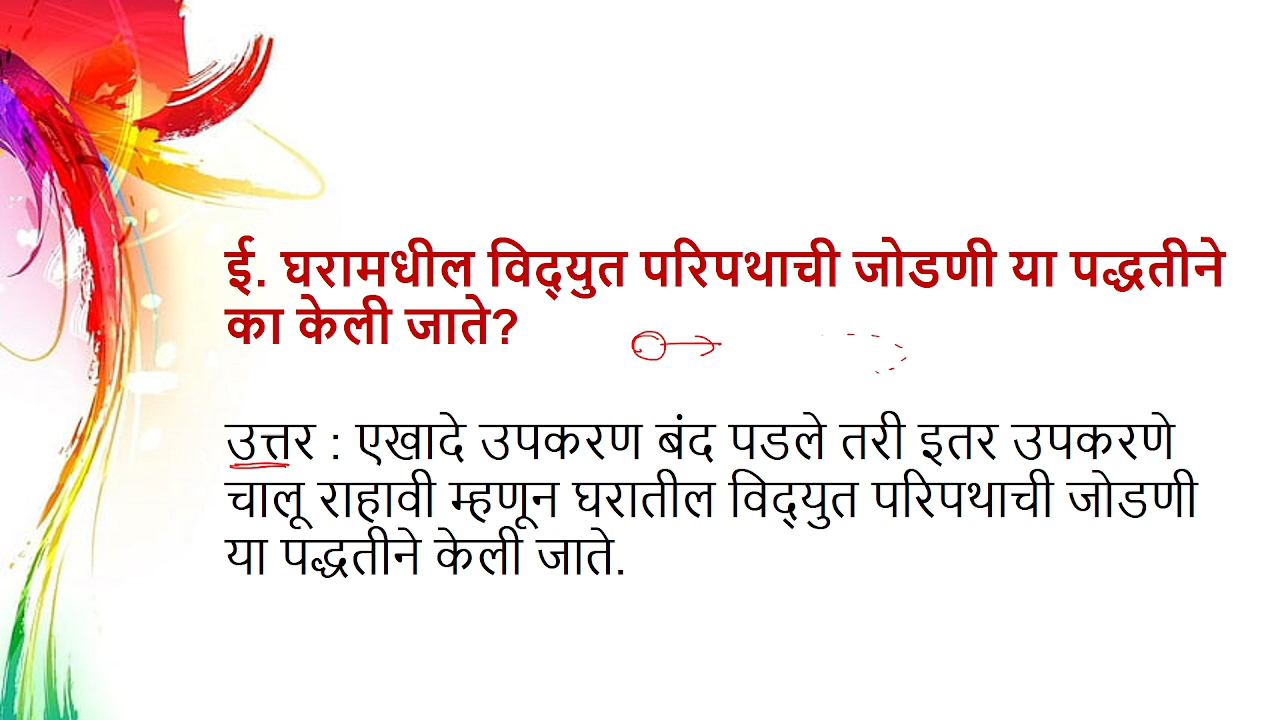 ई. घरामधील विद्‌युत परिपथाची जोडणी या पद्धतीने
का केली जाते?
उत्तर : एखादे उपकरण बंद पडले तरी इतर उपकरणे
चालू राहावी म्हणून घरातील विद्‌युत परिपथाची जोडणी
या पद्धतीने केली जाते.